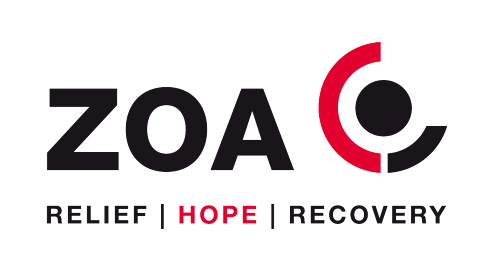 ZOA
RELIEF | HOPE | RECOVERY